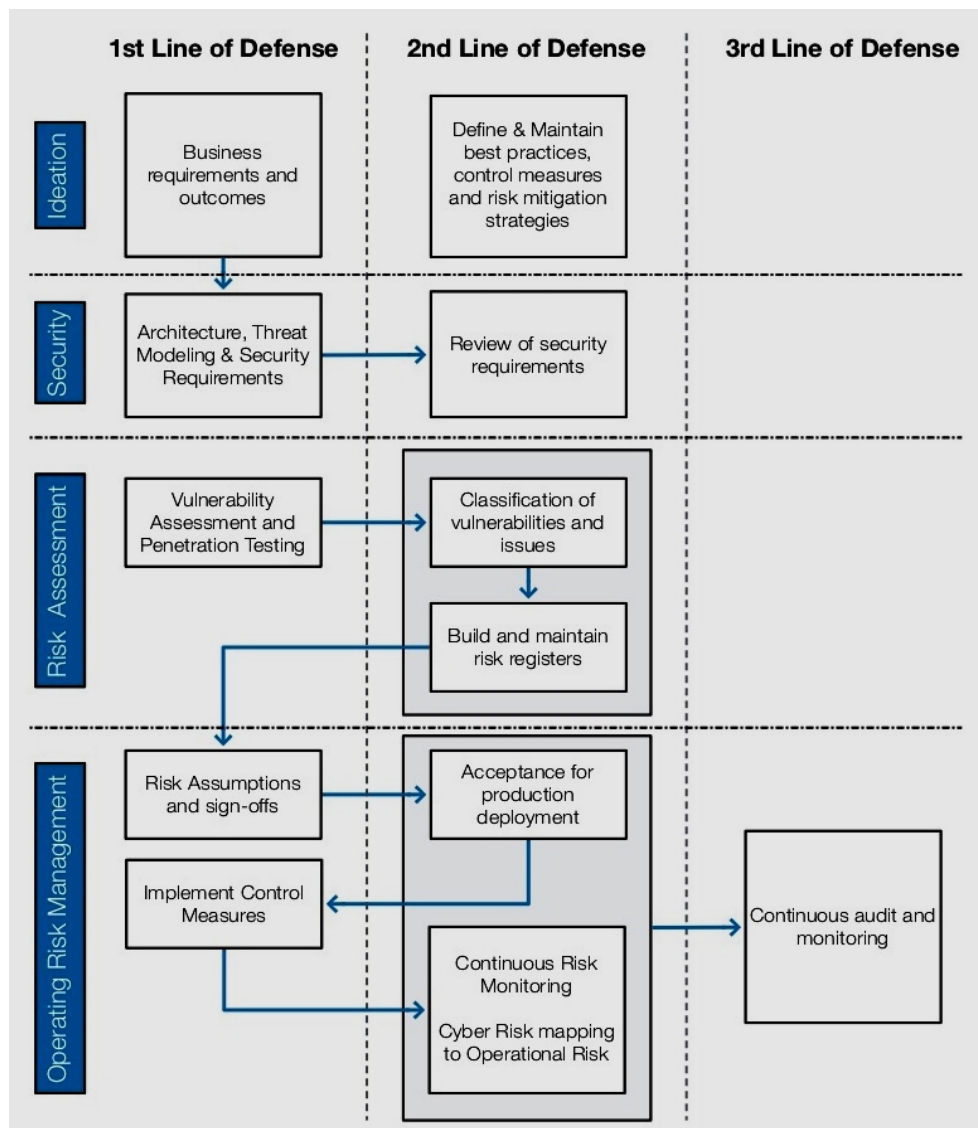 1st Line of Defense
2nd Line of Defense
3rd Line of Defense
Ideation
Business
requirements and
outcomes
Define & Maintain
best practices,
control measures
and risk mitigation
strategies
Security
Architecture, Threat
Modeling & Security
Requirements
Review of security
requirements
Risk Assessment
Vulnerability
Assessment and
Penetration Testing
Classification of
vulnerabilities and
issues
Build and maintain
risk registers
Operating Risk Management
Risk Assumptions
and sign-offs
Acceptance for
production
deployment
Implement Control
Measures
Continuous Risk
Monitoring
Cyber Risk mapping
to Operational Risk
Continuous audit and
monitoring